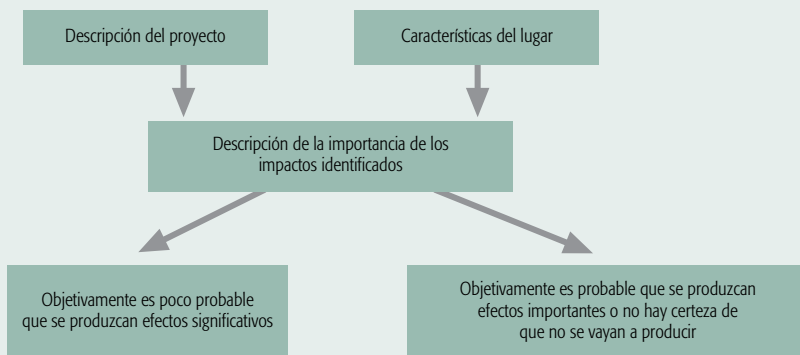 Descripción del proyecto
Características del lugar
Descripción de la importancia de los
impactos identificados
Objetivamente es poco probable
que se produzcan efectos significativos
Objetivamente es probable que se produzcan
efectos importantes o no hay certeza de
que no se vayan a producir